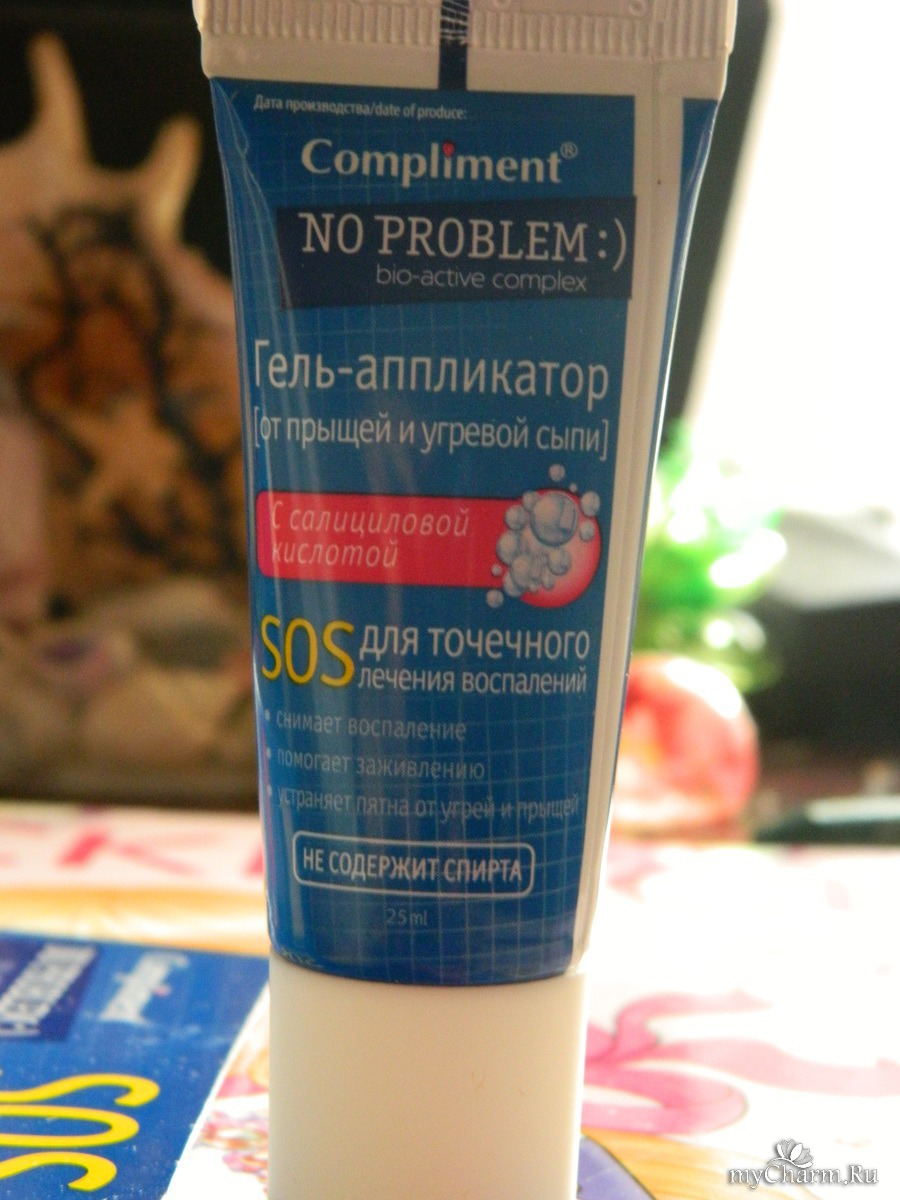 Дата производства/date of produce:
Compliment®
NO PROBLEM :)
bio-active complex
Гель-аппликатор
[от прыщей и угревой сыпи]
С салициловой
кислотой
SOS для точечного
лечения воспалений
• снимает воспаление
• помогает заживлению
• устраняет пятна от угрей и прыщей
НЕ СОДЕРЖИТ СПИРТА
25ml
SOS
myCharm.Ru